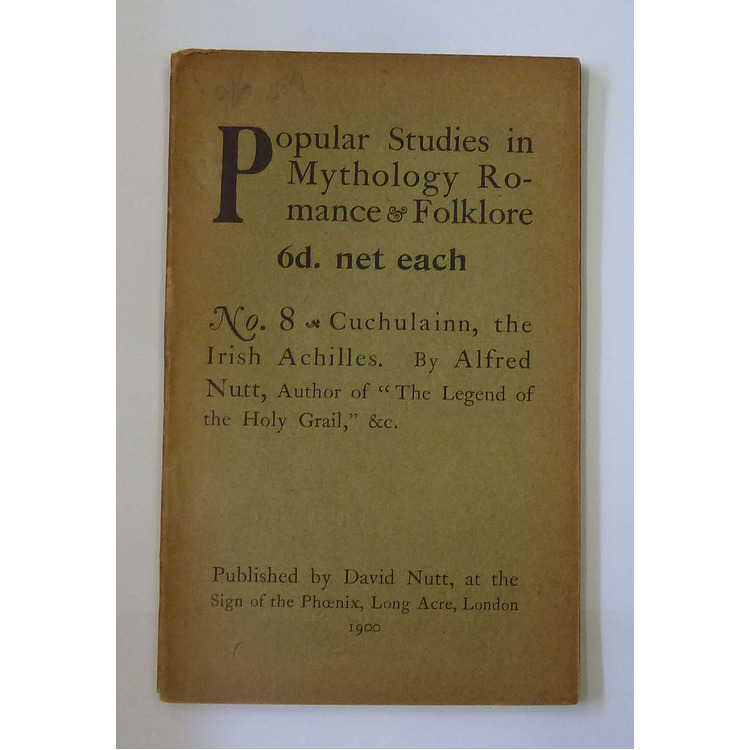 Popular Studies in
Mythology Ro-
mance & Folklore
6d. net each
No. 8 Cuchulainn, the
Irish Achilles. By Alfred
Nutt, Author of “The Legend of
the Holy Grail,” &c.
Published by David Nutt, at the
Sign of the Phœnix, Long Acre, London
1900